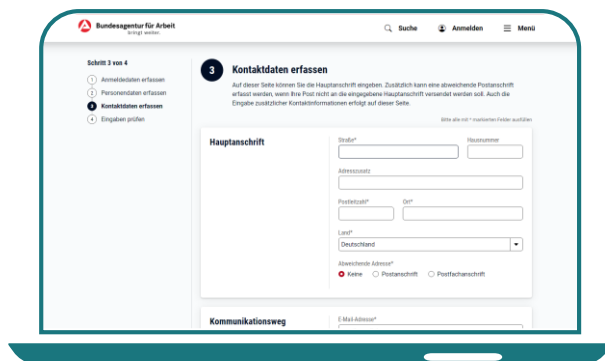 Bundesagentur für Arbeit
bringt weiter.
Suche
Anmelden
Menü
Schritt 3 von 4
1 Anmeldedaten erfassen
2 Personendaten erfassen
3 Kontaktdaten erfassen
4 Eingaben prüfen
3 Kontaktdaten erfassen
Auf dieser Seite können Sie die Hauptanschrift eingeben. Zusätzlich kann eine abweichende Postanschrift
erfasst werden, wenn Ihre Post nicht an die eingegebene Hauptanschrift versendet werden soll. Auch die
Eingabe zusätzlicher Kontaktinformationen erfolgt auf dieser Seite.
Bitte alle mit * markierten Felder ausfüllen
Hauptanschrift
Straße* Hausnummer
Adresszusatz
Postleitzahl* Ort*
Land*
Deutschland
Abweichende Adresse*
Keine Postanschrift Postfachanschrift
Kommunikationsweg
E-Mail-Adresse*